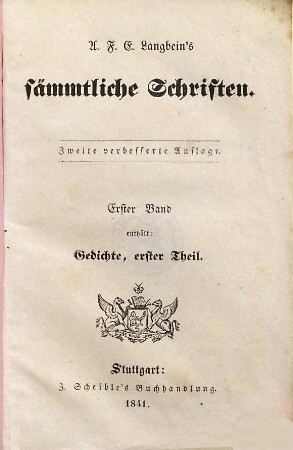 A. F. E. Langbein's
sämmtliche Schriften.
Zweite verbesserte Auflage.
Erster Band
enthält:
Gedichte, erster Theil.
Stuttgart:
J. Scheible's Buchhandlung.
1841.